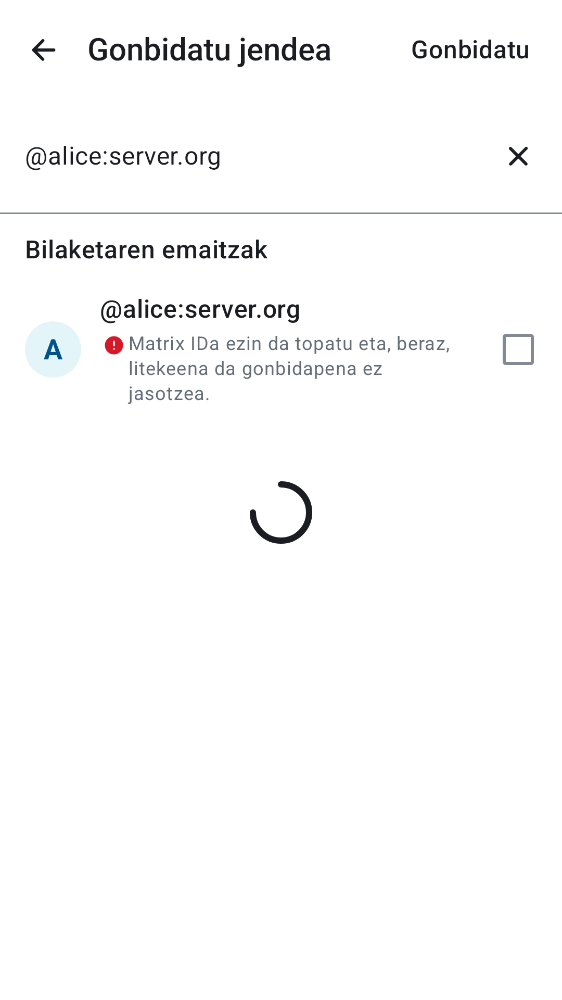 Gonbidatu jendea
Gonbidatu
@alice:server.org
Bilaketaren emaitzak
@alice:server.org
A
Matrix IDa ezin da topatu eta, beraz,
litekeena da gonbidapena ez
jasotzea.